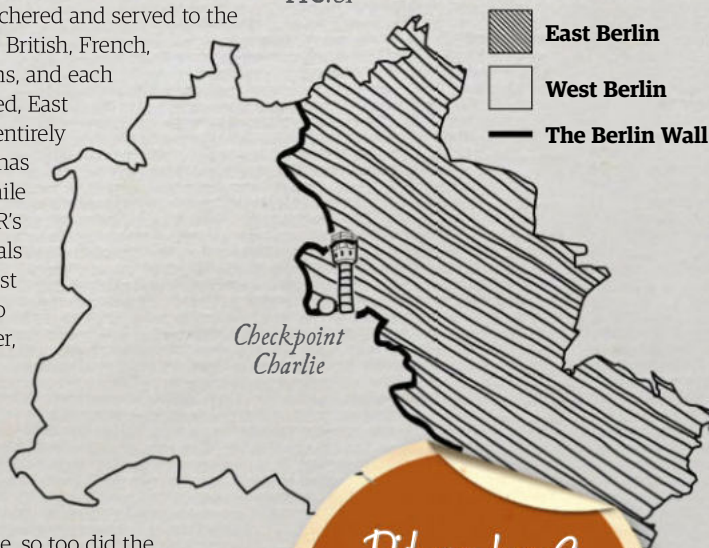 chered and served to the
British, French,
ns, and each
ed, East
entirely
has
ile
R's
als
st
o
er,
East Berlin
West Berlin
The Berlin Wall
Checkpoint
Charlie
e, so too did the